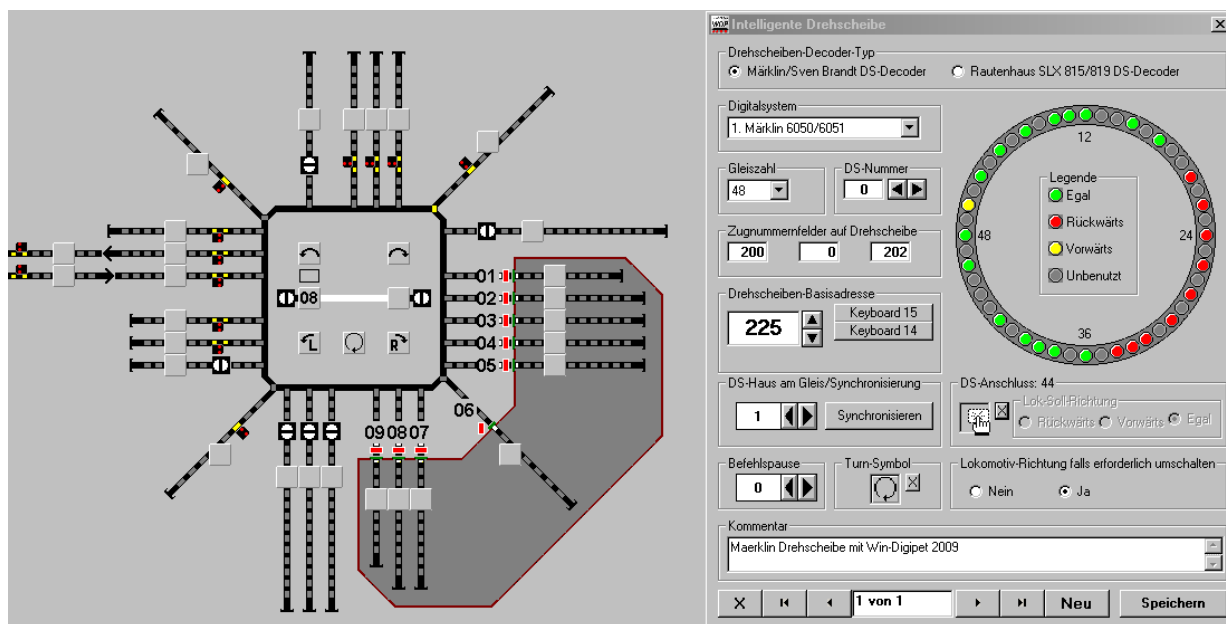 WDP
Intelligente Drehscheibe
Drehscheiben-Decoder-Typ
Märklin/Sven Brandt DS-Decoder
Rautenhaus SLX 815/819 DS-Decoder
Digitalsystem
1. Märklin 6050/6051
Gleiszahl
48
DS-Nummer
0
Zugnummernfelder auf Drehscheibe
200
0
202
Drehscheiben-Basisadresse
225
Keyboard 15
Keyboard 14
12
24
36
48
Legende
Egal
Rückwärts
Vorwärts
Unbenutzt
DS-Haus am Gleis/Synchronisierung
1
Synchronisieren
DS-Anschluss: 44
Lok-Soll-Richtung
Rückwärts
Vorwärts
Egal
Befehlspause
0
Turn-Symbol
Lokomotiv-Richtung falls erforderlich umschalten
Nein
Ja
Kommentar
Maerklin Drehscheibe mit Win-Digipet 2009
X
1 von 1
Neu
Speichern
01
02
03
04
05
06
09 08 07
08
L
R